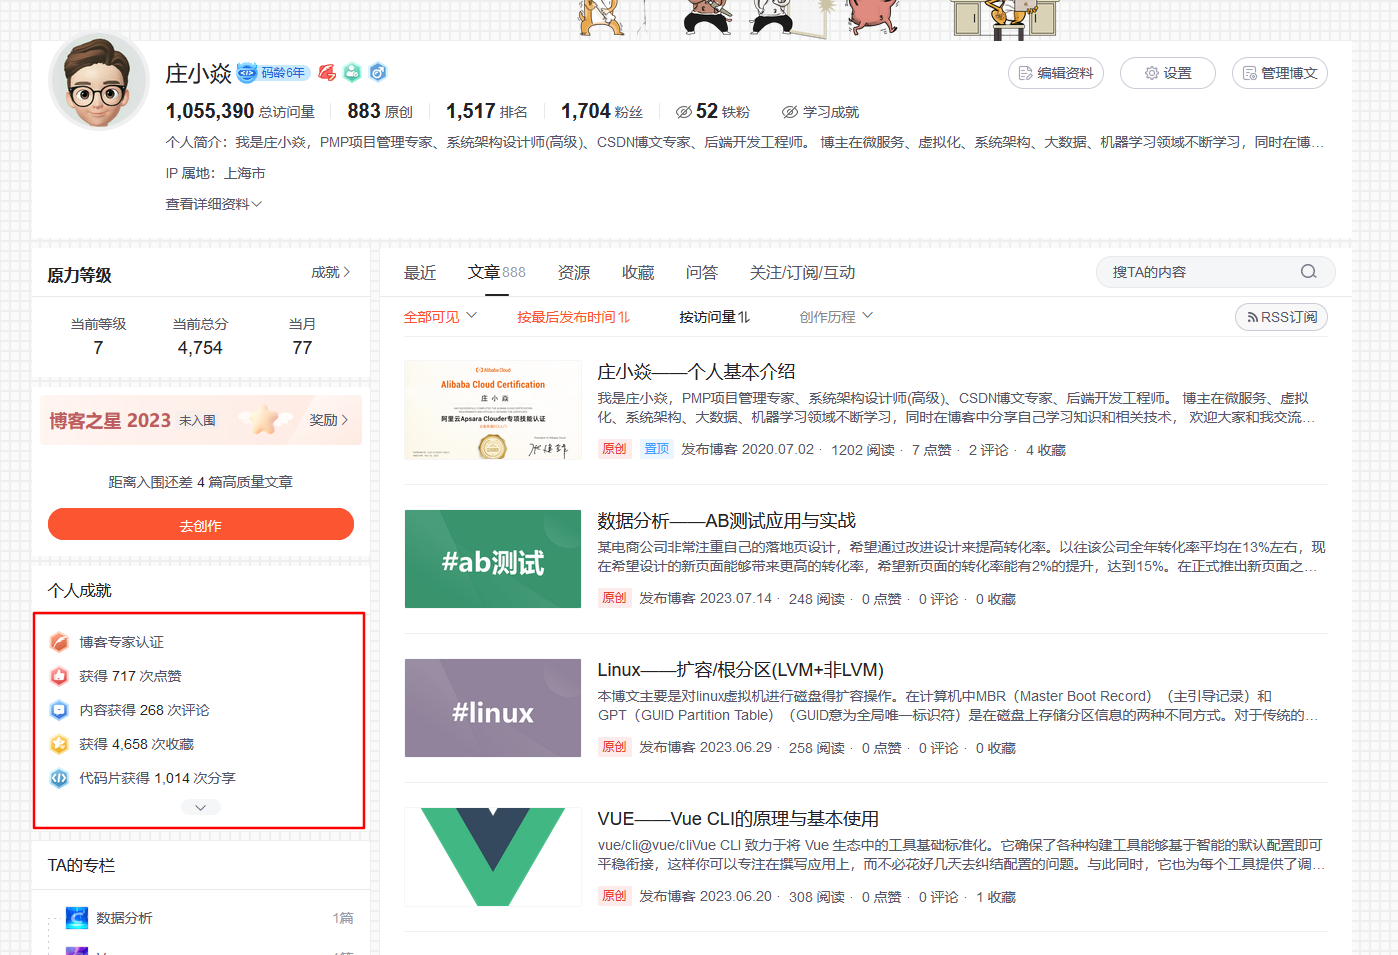 庄小焱 码龄6年
编辑资料 设置 管理博文
1,055,390 总访问量 883 原创 1,517 排名 1,704 粉丝 52 铁粉 学习成就
个人简介：我是庄小焱，PMP项目管理专家、系统架构设计师(高级)、CSDN博文专家、后端开发工程师。 博主在微服务、虚拟化、系统架构、大数据、机器学习领域不断学习，同时在博…
IP 属地：上海市
查看详细资料
原力等级 成就
当前等级 当前总分 当月
7 4,754 77
博客之星 2023 未入围 奖励
距离入围还差 4 篇高质量文章
去创作
个人成就
博客专家认证
获得 717 次点赞
内容获得 268 次评论
获得 4,658 次收藏
代码片获得 1,014 次分享
TA的专栏
数据分析 1篇
最近 文章888 资源 收藏 问答 关注/订阅/互动 搜TA的内容
全部可见 按最后发布时间 按访问量 创作历程 RSS订阅
Alibaba Cloud
Alibaba Cloud Certification
庄 小 焱
阿里云Apsara Clouder专项技能认证
庄小焱——个人基本介绍
我是庄小焱，PMP项目管理专家、系统架构设计师(高级)、CSDN博文专家、后端开发工程师。 博主在微服务、虚拟
化、系统架构、大数据、机器学习领域不断学习，同时在博客中分享自己学习知识和相关技术， 欢迎大家和我交流…
原创 置顶 发布博客 2020.07.02 · 1202 阅读 · 7 点赞 · 2 评论 · 4 收藏
#ab测试
数据分析——AB测试应用与实战
某电商公司非常注重自己的落地页设计，希望通过改进设计来提高转化率。以往该公司全年转化率平均在13%左右，现
在希望设计的新页面能够带来更高的转化率，希望新页面的转化率能有2%的提升，达到15%。在正式推出新页面之…
原创 发布博客 2023.07.14 · 248 阅读 · 0 点赞 · 0 评论 · 0 收藏
#linux
Linux——扩容/根分区(LVM+非LVM)
本博文主要是对linux虚拟机进行磁盘得扩容操作。在计算机中MBR（Master Boot Record）（主引导记录）和
GPT（GUID Partition Table）（GUID意为全局唯一标识符）是在磁盘上存储分区信息的两种不同方式。对于传统的…
原创 发布博客 2023.06.29 · 258 阅读 · 0 点赞 · 0 评论 · 0 收藏
VUE——Vue CLI的原理与基本使用
vue/cli@vue/cliVue CLI 致力于将 Vue 生态中的工具基础标准化。它确保了各种构建工具能够基于智能的默认配置即可
平稳衔接，这样你可以专注在撰写应用上，而不必花好几天去纠结配置的问题。与此同时，它也为每个工具提供了调…
原创 发布博客 2023.06.20 · 308 阅读 · 0 点赞 · 0 评论 · 1 收藏